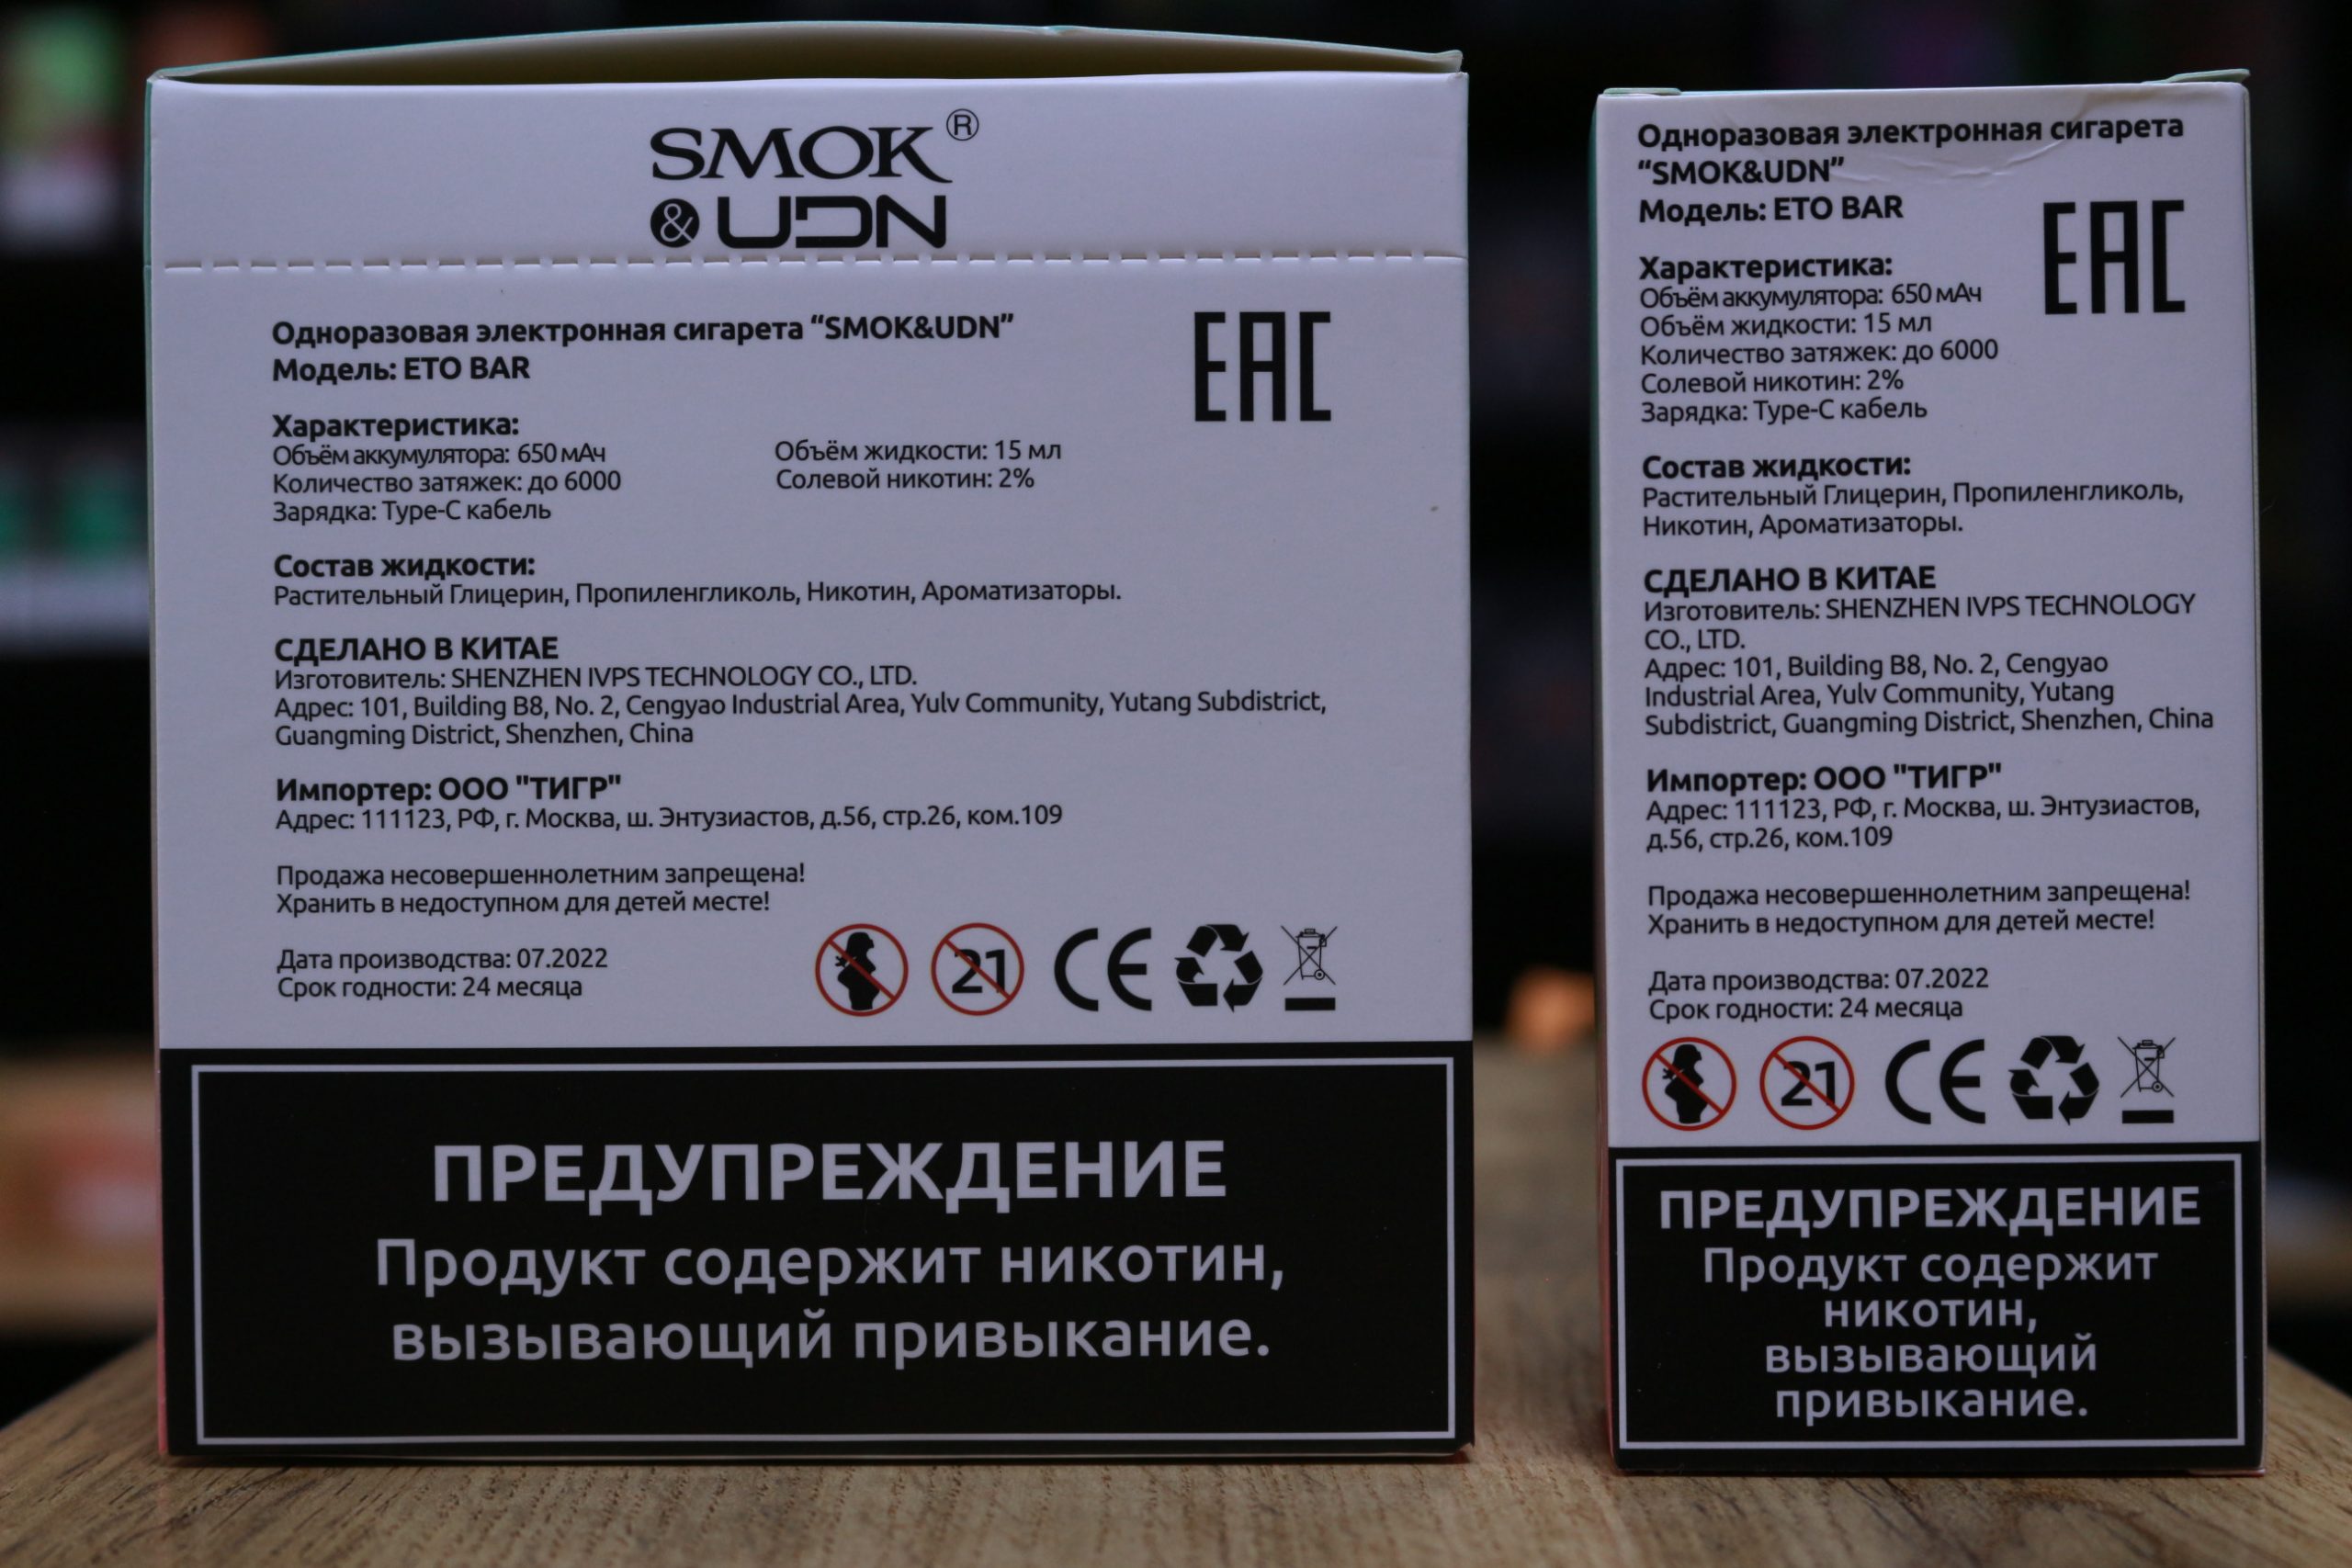 SMOK®
& UDN
Одноразовая электронная сигарета “SMOK&UDN”
Модель: ETO BAR
EAC
Характеристика:
Объём аккумулятора: 650 мАч
Объём жидкости: 15 мл
Количество затяжек: до 6000
Солевой никотин: 2%
Зарядка: Type-C кабель
Состав жидкости:
Растительный Глицерин, Пропиленгликоль, Никотин, Ароматизаторы.
СДЕЛАНО В КИТАЕ
Изготовитель: SHENZHEN IVPS TECHNOLOGY CO., LTD.
Адрес: 101, Building B8, No. 2, Cengyao Industrial Area, Yulv Community, Yutang Subdistrict,
Guangming District, Shenzhen, China
Импортер: ООО "ТИГР"
Адрес: 111123, РФ, г. Москва, ш. Энтузиастов, д.56, стр.26, ком.109
Продажа несовершеннолетним запрещена!
Хранить в недоступном для детей месте!
Дата производства: 07.2022
Срок годности: 24 месяца
21
CE
ПРЕДУПРЕЖДЕНИЕ
Продукт содержит никотин,
вызывающий привыкание.
Одноразовая электронная сигарета
“SMOK&UDN”
Модель: ETO BAR
EAC
Характеристика:
Объём аккумулятора: 650 мАч
Объём жидкости: 15 мл
Количество затяжек: до 6000
Солевой никотин: 2%
Зарядка: Type-C кабель
Состав жидкости:
Растительный Глицерин, Пропиленгликоль,
Никотин, Ароматизаторы.
СДЕЛАНО В КИТАЕ
Изготовитель: SHENZHEN IVPS TECHNOLOGY
CO., LTD.
Адрес: 101, Building B8, No. 2, Cengyao
Industrial Area, Yulv Community, Yutang
Subdistrict, Guangming District, Shenzhen, China
Импортер: ООО "ТИГР"
Адрес: 111123, РФ, г. Москва, ш. Энтузиастов,
д.56, стр.26, ком.109
Продажа несовершеннолетним запрещена!
Хранить в недоступном для детей месте!
Дата производства: 07.2022
Срок годности: 24 месяца
21
CE
ПРЕДУПРЕЖДЕНИЕ
Продукт содержит
никотин,
вызывающий
привыкание.